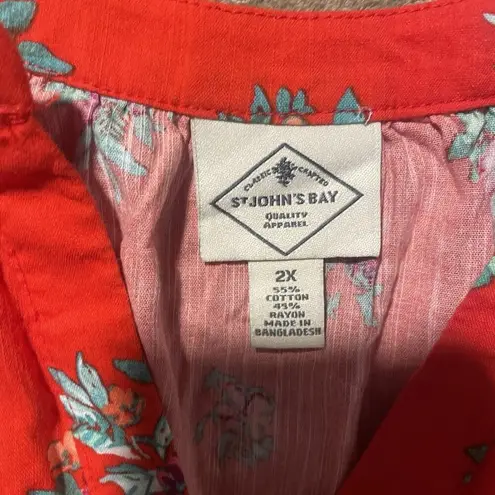 CLASSIC CRAFTED
ST JOHN'S BAY
QUALITY
APPAREL
2X
55%
COTTON
45%
RAYON
MADE IN
BANGLADESH